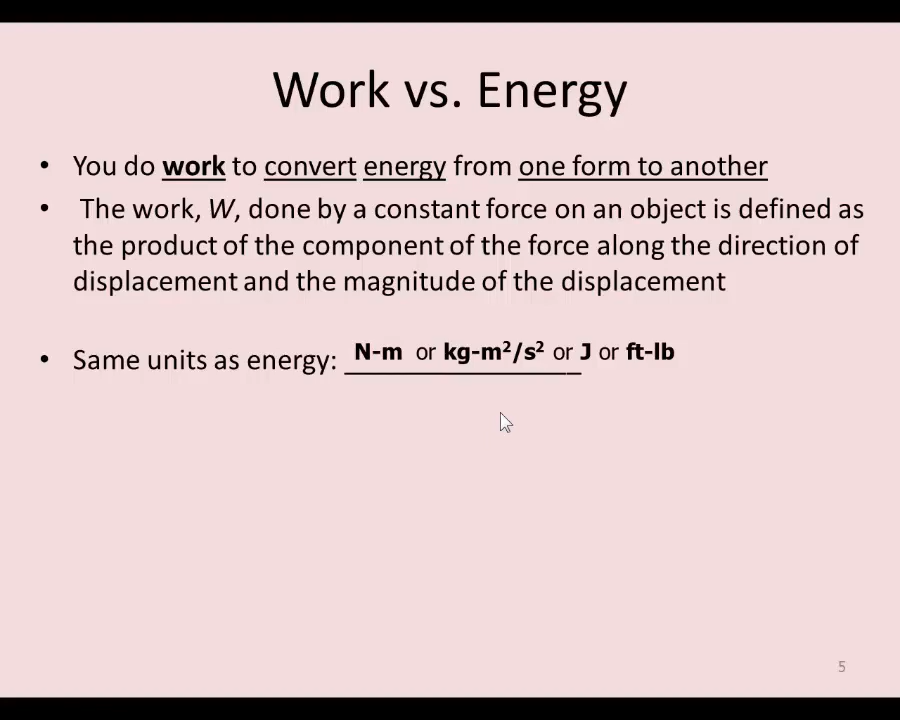 Work vs. Energy
• You do work to convert energy from one form to another
• The work, W, done by a constant force on an object is defined as
the product of the component of the force along the direction of
displacement and the magnitude of the displacement
• Same units as energy: N-m or kg-m²/s² or J or ft-lb
5